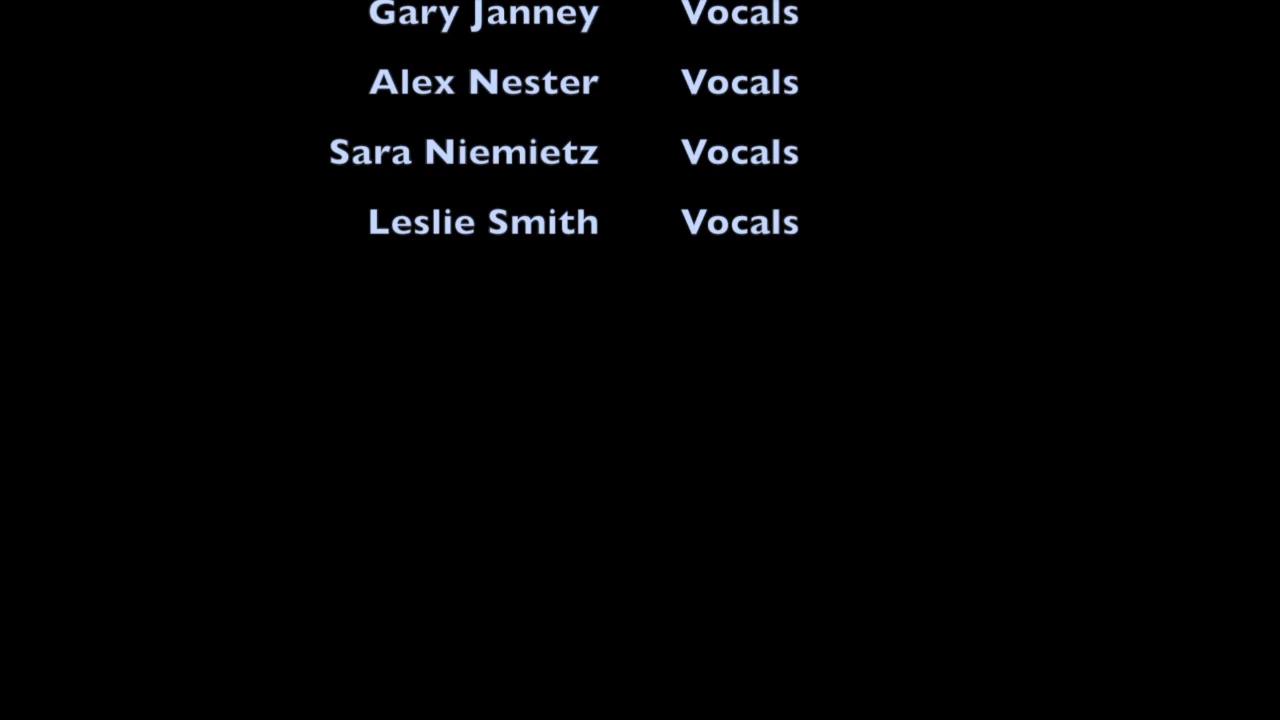 Gary Janney Vocals
Alex Nester Vocals
Sara Niemietz Vocals
Leslie Smith Vocals